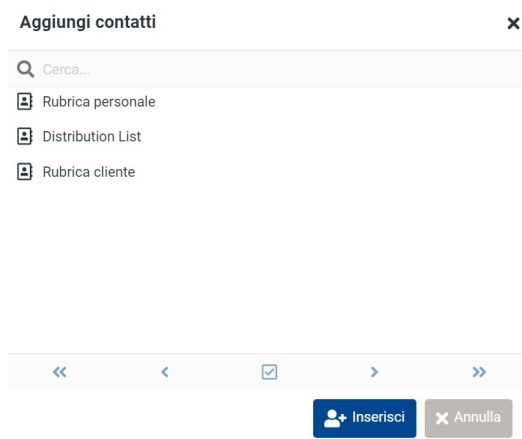 Aggiungi contatti
Cerca...
Rubrica personale
Distribution List
Rubrica cliente
Inserisci
Annulla